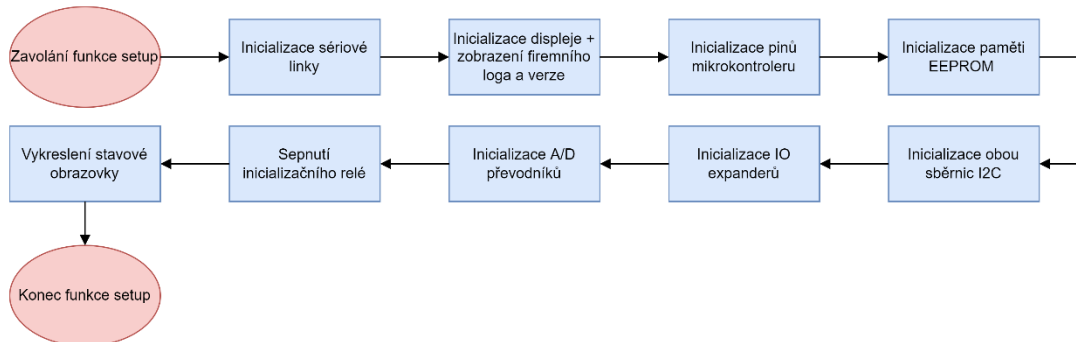 Zavolání funkce setup
Inicializace sériové
linky
Inicializace displeje +
zobrazení firemního
loga a verze
Inicializace pinů
mikrokontroleru
Inicializace paměti
EEPROM
Inicializace obou
sběrnic I2C
Inicializace IO
expanderů
Inicializace A/D
převodníků
Sepnutí
inicializačního relé
Vykreslení stavové
obrazovky
Konec funkce setup